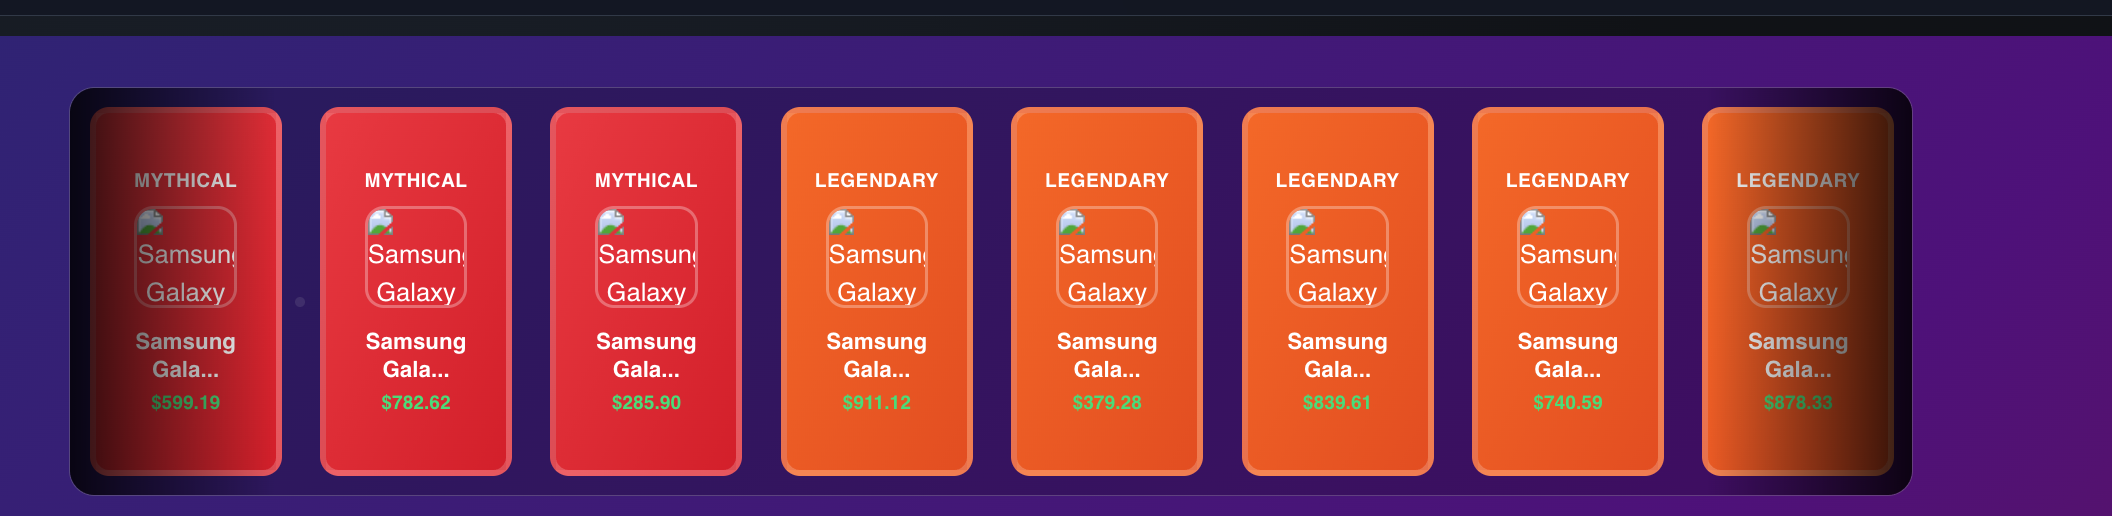 MYTHICAL
Samsung
Galaxy
Samsung
Gala...
$599.19
MYTHICAL
Samsung
Galaxy
Samsung
Gala...
$782.62
MYTHICAL
Samsung
Galaxy
Samsung
Gala...
$285.90
LEGENDARY
Samsung
Galaxy
Samsung
Gala...
$911.12
LEGENDARY
Samsung
Galaxy
Samsung
Gala...
$379.28
LEGENDARY
Samsung
Galaxy
Samsung
Gala...
$839.61
LEGENDARY
Samsung
Galaxy
Samsung
Gala...
$740.59
LEGENDARY
Samsung
Galaxy
Samsung
Gala...
$878.33